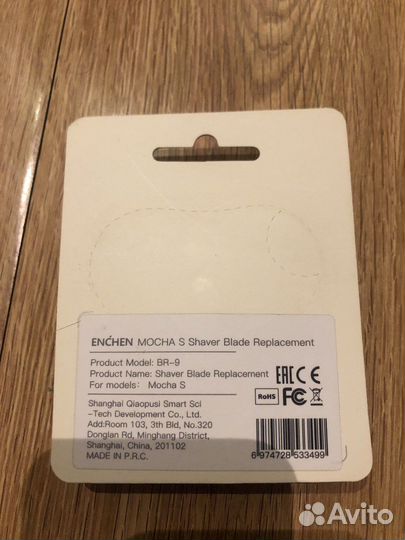 ENCHEN MOCHA S Shaver Blade Replacement
Product Model: BR-9
Product Name: Shaver Blade Replacement
For models: Mocha S
EAC CE
Shanghai Qiaopusi Smart Sci
-Tech Development Co., Ltd.
Add:Room 103, 3th Bld, No.320
Donglan Rd, Minghang District,
Shanghai, China, 201102
MADE IN P.R.C.
RoHS FC
6 974728 533499
Avito